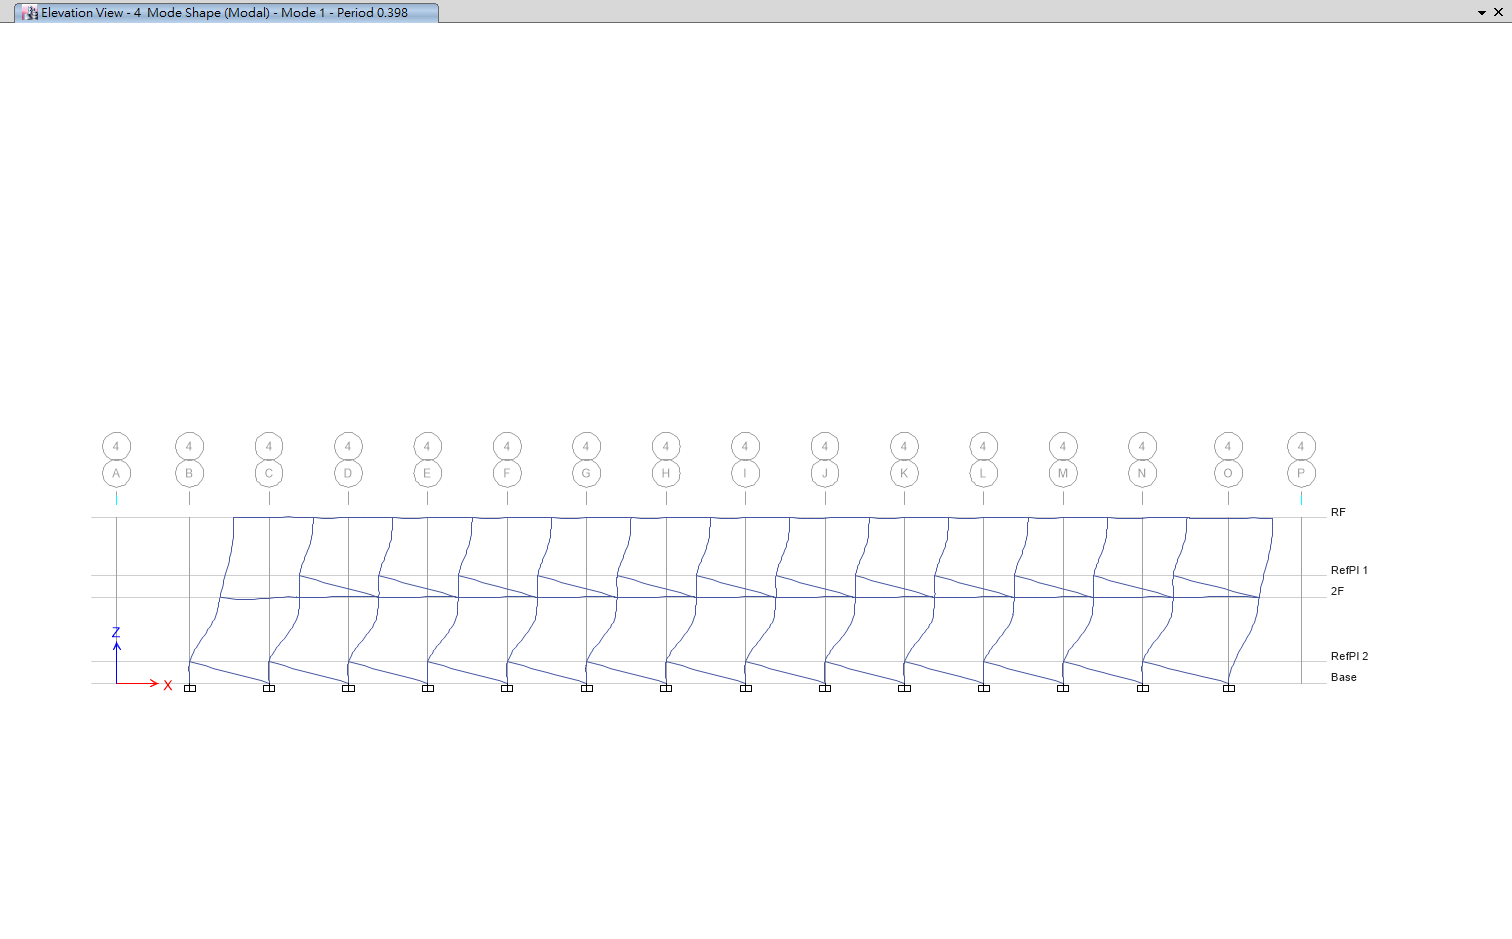 Elevation View - 4  Mode Shape (Modal) - Mode 1 - Period 0.398
4 4 4 4 4 4 4 4 4 4 4 4 4 4 4 4
A B C D E F G H I J K L M N O P
RF
RefPl 1
2F
Z
RefPl 2
Base
X